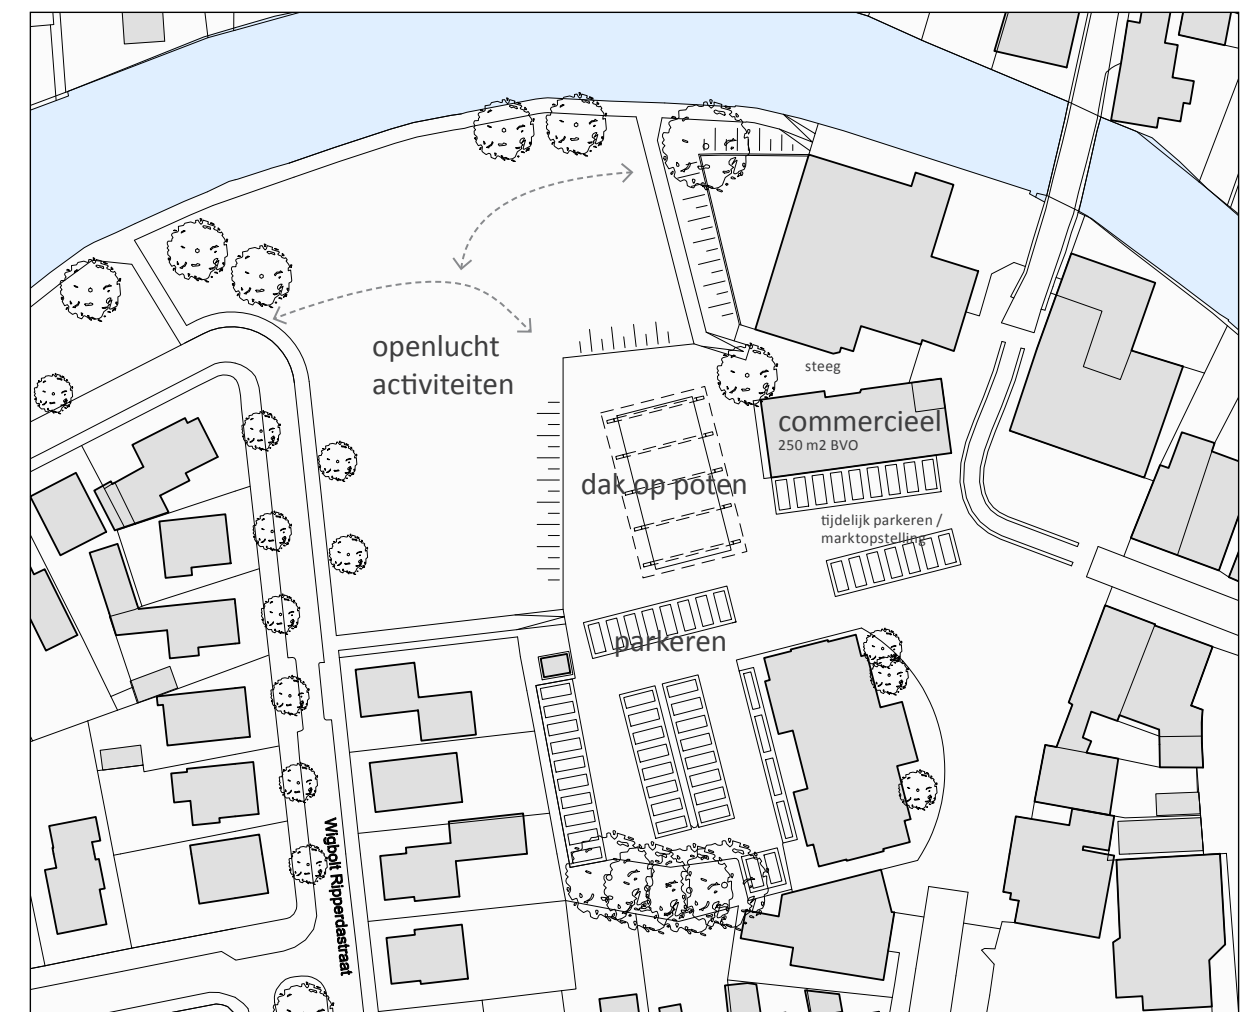 openlucht
activiteiten
steeg
commercieel
250 m2 BVO
dak op poten
tijdelijk parkeren /
marktopstelling
parkeren
Wigbolt Ripperdastraat